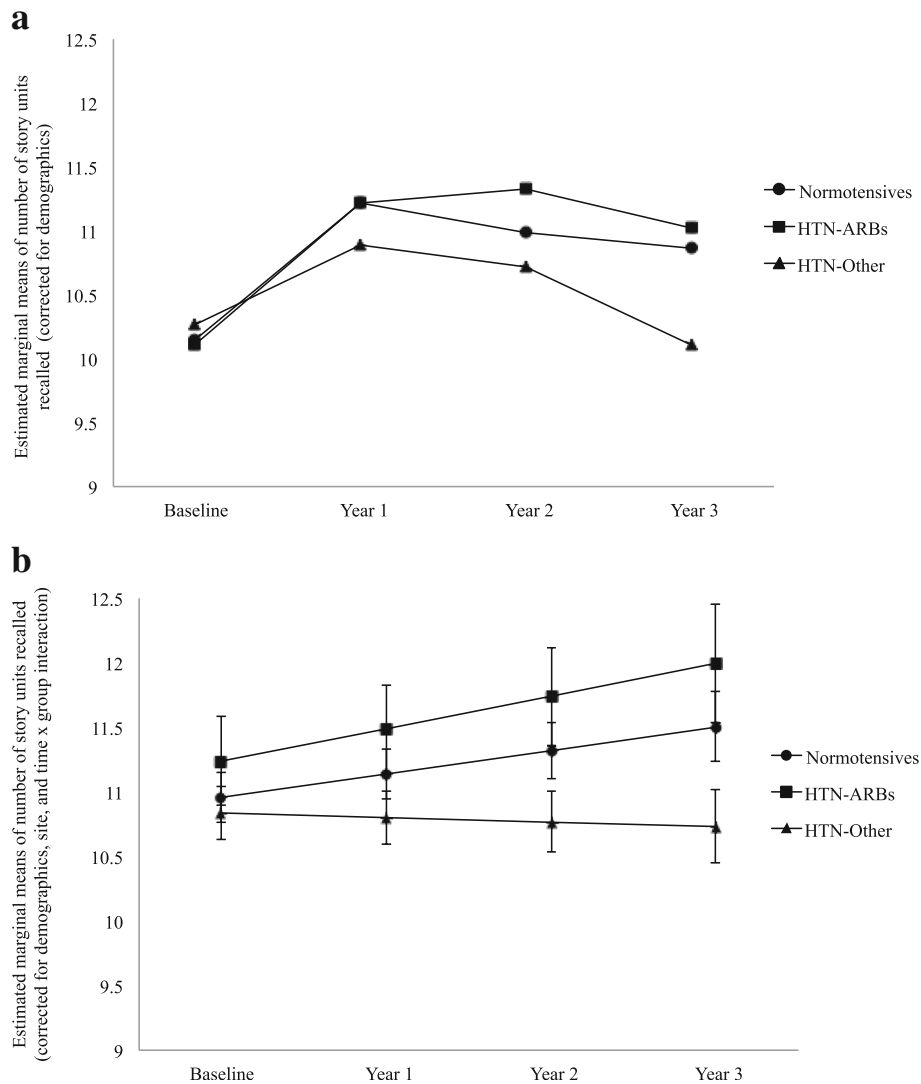 a
Estimated marginal means of number of story units
recalled (corrected for demographics)
12.5
12
11.5
11
10.5
10
9.5
9
Baseline
Year 1
Year 2
Year 3
Normotensives
HTN-ARBs
HTN-Other
b
Estimated marginal means of number of story units recalled
(corrected for demographics, site, and time x group interaction)
12.5
12
11.5
11
10.5
10
9.5
9
Baseline
Year 1
Year 2
Year 3
Normotensives
HTN-ARBs
HTN-Other